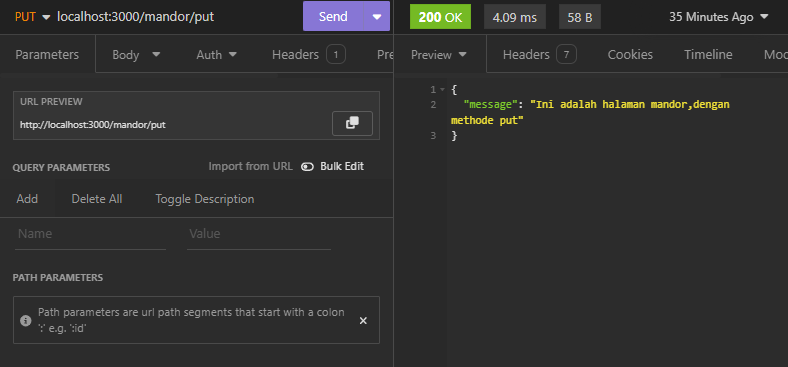 PUT localhost:3000/mandor/put Send
200 OK 4.09 ms 58 B 35 Minutes Ago
Parameters Body Auth Headers 1 Pre
Preview Headers 7 Cookies Timeline Moc
URL PREVIEW
http://localhost:3000/mandor/put
QUERY PARAMETERS Import from URL Bulk Edit
Add Delete All Toggle Description
Name Value
PATH PARAMETERS
Path parameters are url path segments that start with a colon
':' e.g. ':id'
1 {
2 "message": "Ini adalah halaman mandor,dengan
methode put"
3 }